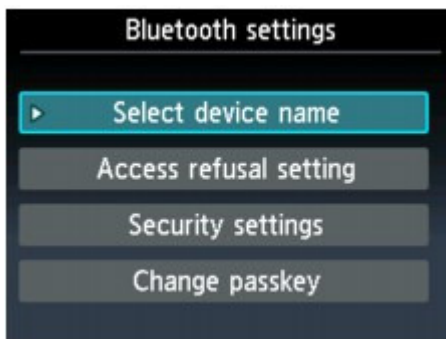 Bluetooth settings
Select device name
Access refusal setting
Security settings
Change passkey